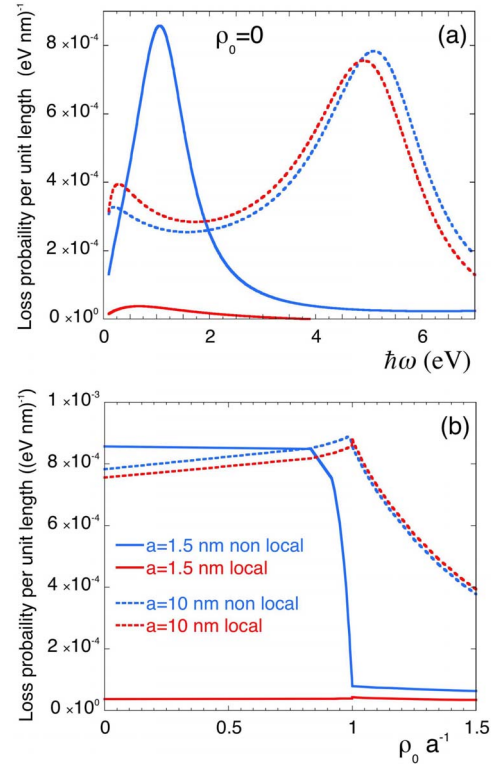 Loss probaility per unit length (eV nm)⁻¹
ρ₀=0
(a)
8 ×10⁻⁴
6 ×10⁻⁴
4 ×10⁻⁴
2 ×10⁻⁴
0 ×10⁰
0 2 4 6
ħω (eV)
Loss probaility per unit length ((eV nm)⁻¹)
(b)
1 ×10⁻³
8 ×10⁻⁴
6 ×10⁻⁴
4 ×10⁻⁴
2 ×10⁻⁴
0 ×10⁰
a=1.5 nm non local
a=1.5 nm local
a=10 nm non local
a=10 nm local
0 0.5 1 1.5
ρ₀ a⁻¹